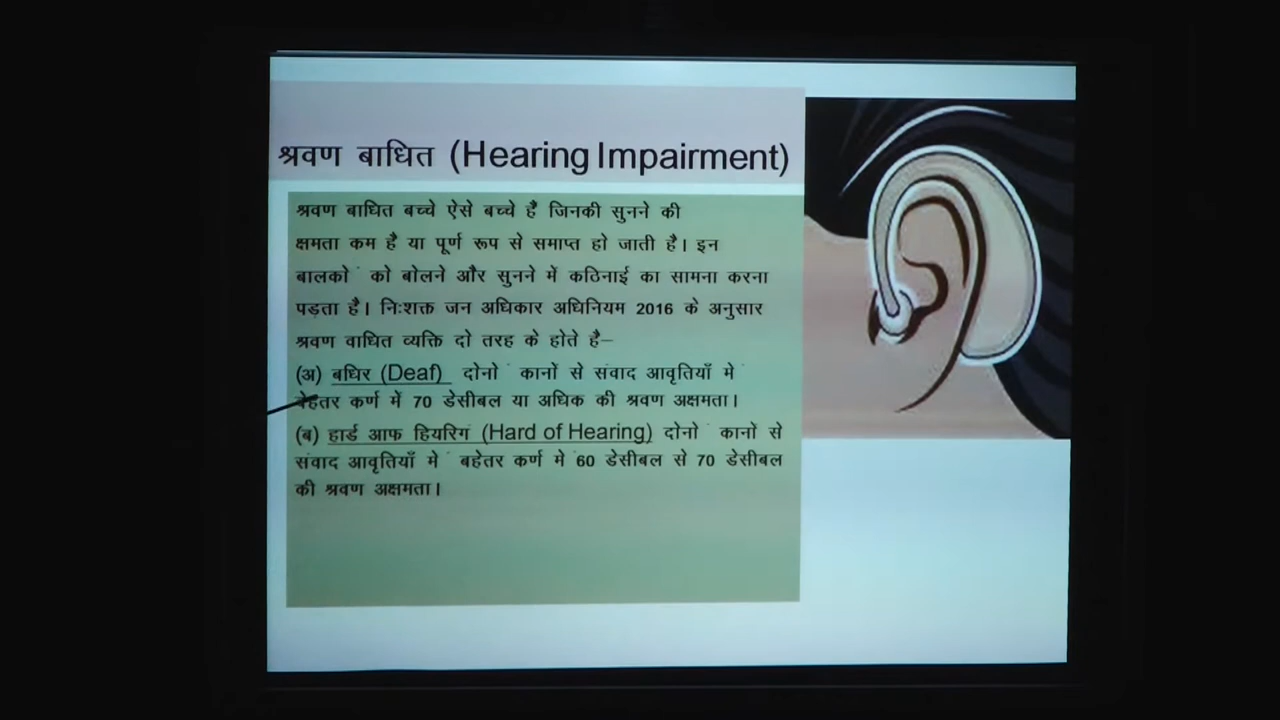 श्रवण बाधित (Hearing Impairment)
श्रवण बाधित बच्चे ऐसे बच्चे हैं जिनकी सुनने की
क्षमता कम है या पूर्ण रूप से समाप्त हो जाती है। इन
बालकों को बोलने और सुनने में कठिनाई का सामना करना
पड़ता है। निःशक्त जन अधिकार अधिनियम 2016 के अनुसार
श्रवण वाधित व्यक्ति दो तरह के होते है–
(अ) बधिर (Deaf) दोनों कानों से संवाद आवृतियाँ में
बेहतर कर्ण में 70 डेसीबल या अधिक की श्रवण अक्षमता।
(ब) हार्ड आफ हियरिग (Hard of Hearing) दोनों कानों से
संवाद आवृतियाँ में बहेतर कर्ण मे 60 डेसीबल से 70 डेसीबल
की श्रवण अक्षमता।